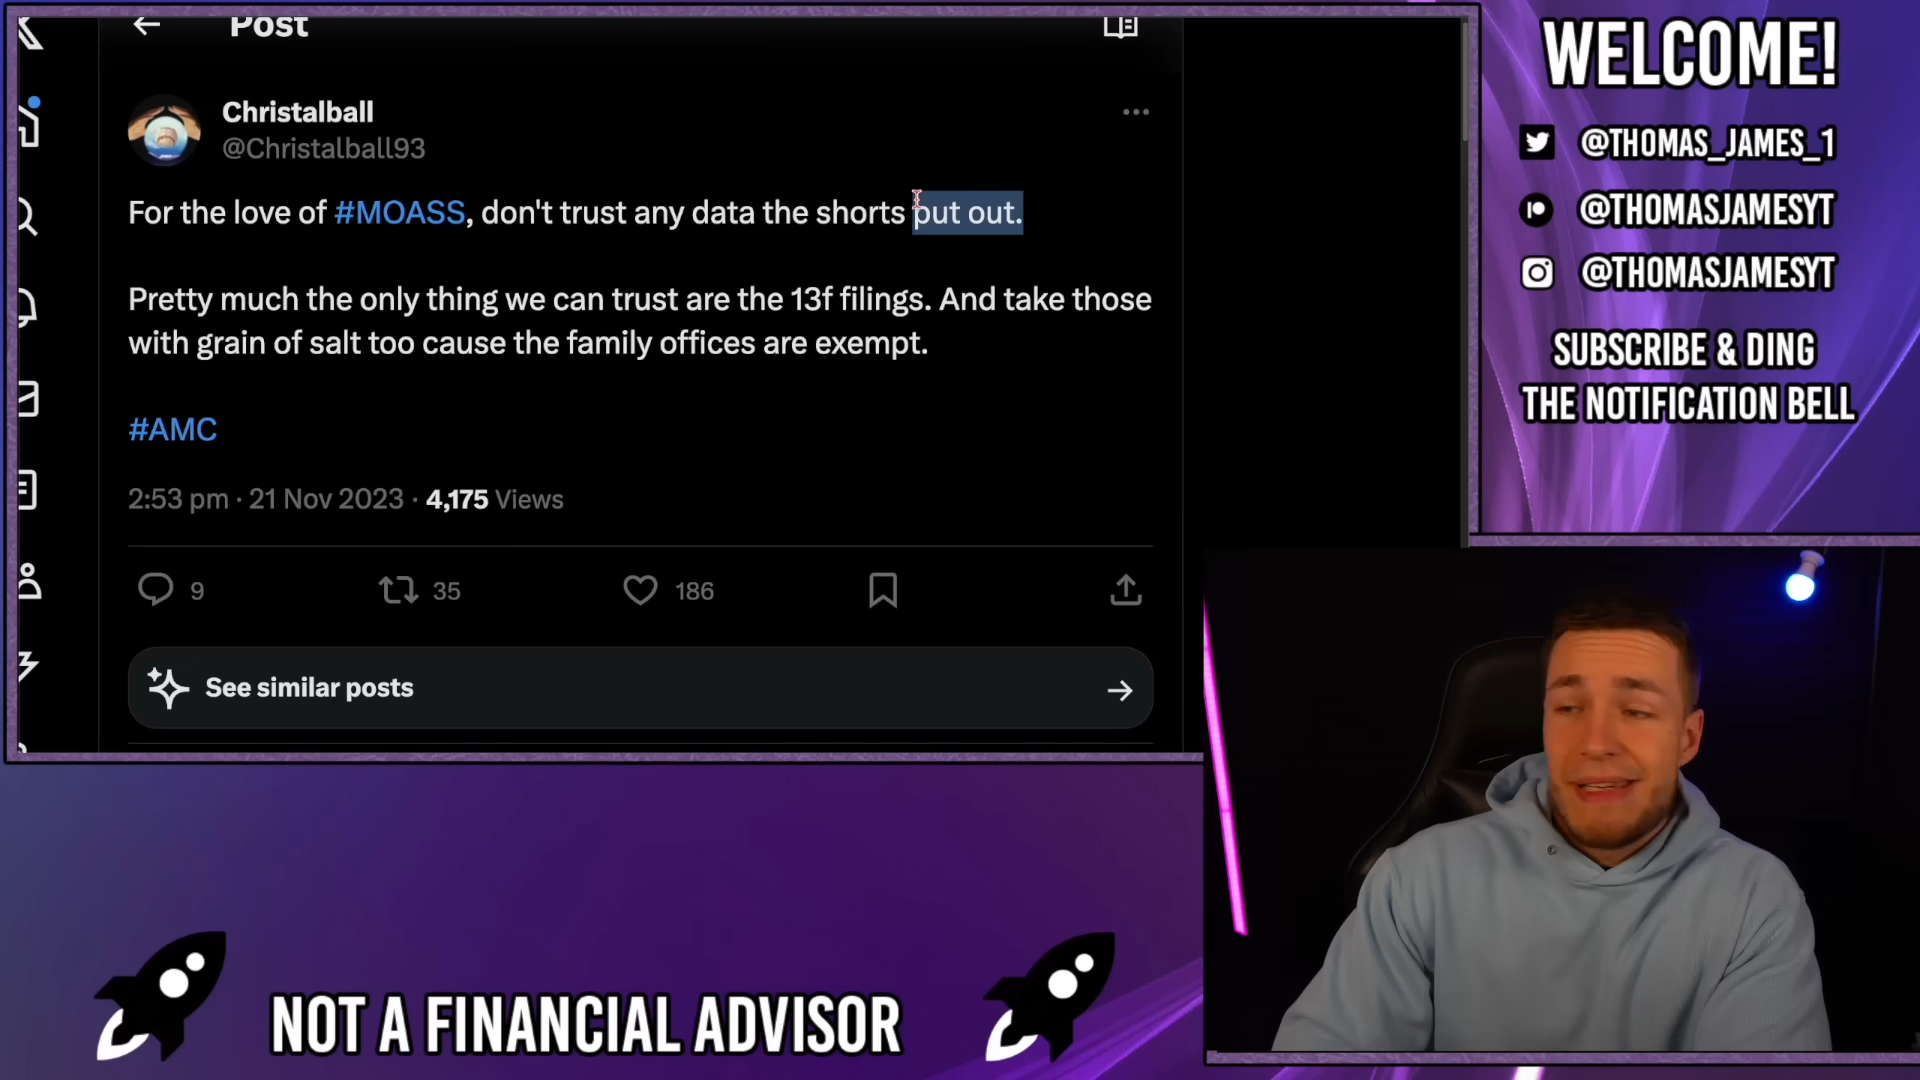 Post
Christalball
@Christalball93
For the love of #MOASS, don't trust any data the shorts put out.
Pretty much the only thing we can trust are the 13f filings. And take those
with grain of salt too cause the family offices are exempt.
#AMC
2:53 pm · 21 Nov 2023 · 4,175 Views
9 35 186
See similar posts
WELCOME!
@THOMAS_JAMES_1
@THOMASJAMESYT
@THOMASJAMESYT
SUBSCRIBE & DING
THE NOTIFICATION BELL
NOT A FINANCIAL ADVISOR